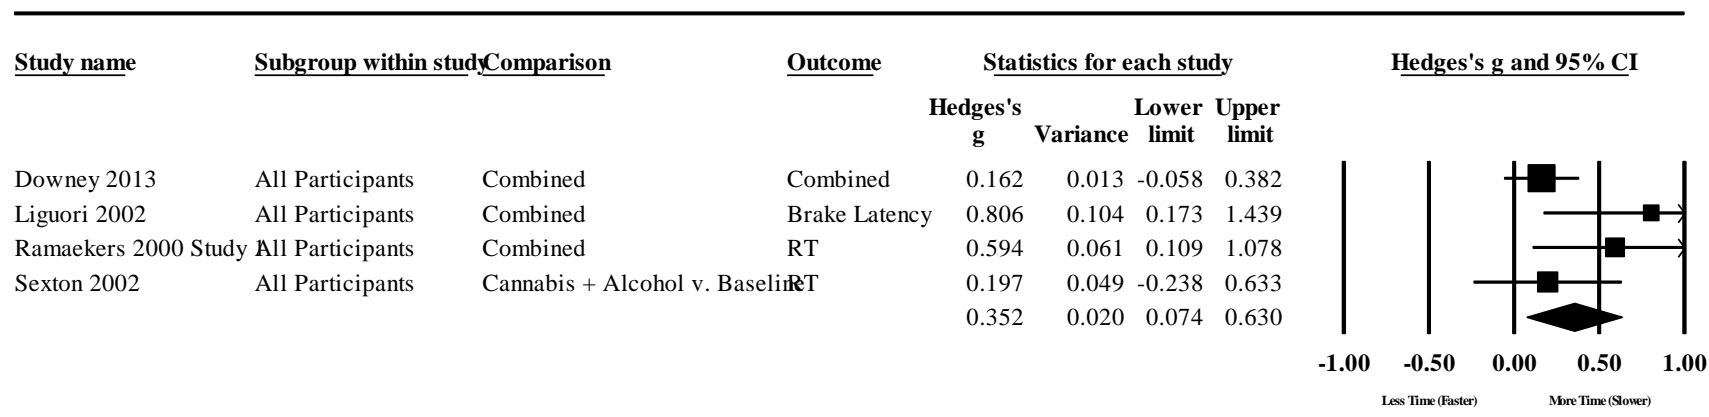 Study name Subgroup within study Comparison Outcome Statistics for each study Hedges's g and 95% CI
Hedges's g Variance Lower limit Upper limit
Downey 2013 All Participants Combined Combined 0.162 0.013 -0.058 0.382
Liguori 2002 All Participants Combined Brake Latency 0.806 0.104 0.173 1.439
Ramaekers 2000 Study 1 All Participants Combined RT 0.594 0.061 0.109 1.078
Sexton 2002 All Participants Cannabis + Alcohol v. Baseline RT 0.197 0.049 -0.238 0.633
0.352 0.020 0.074 0.630
-1.00 -0.50 0.00 0.50 1.00
Less Time (Faster) More Time (Slower)